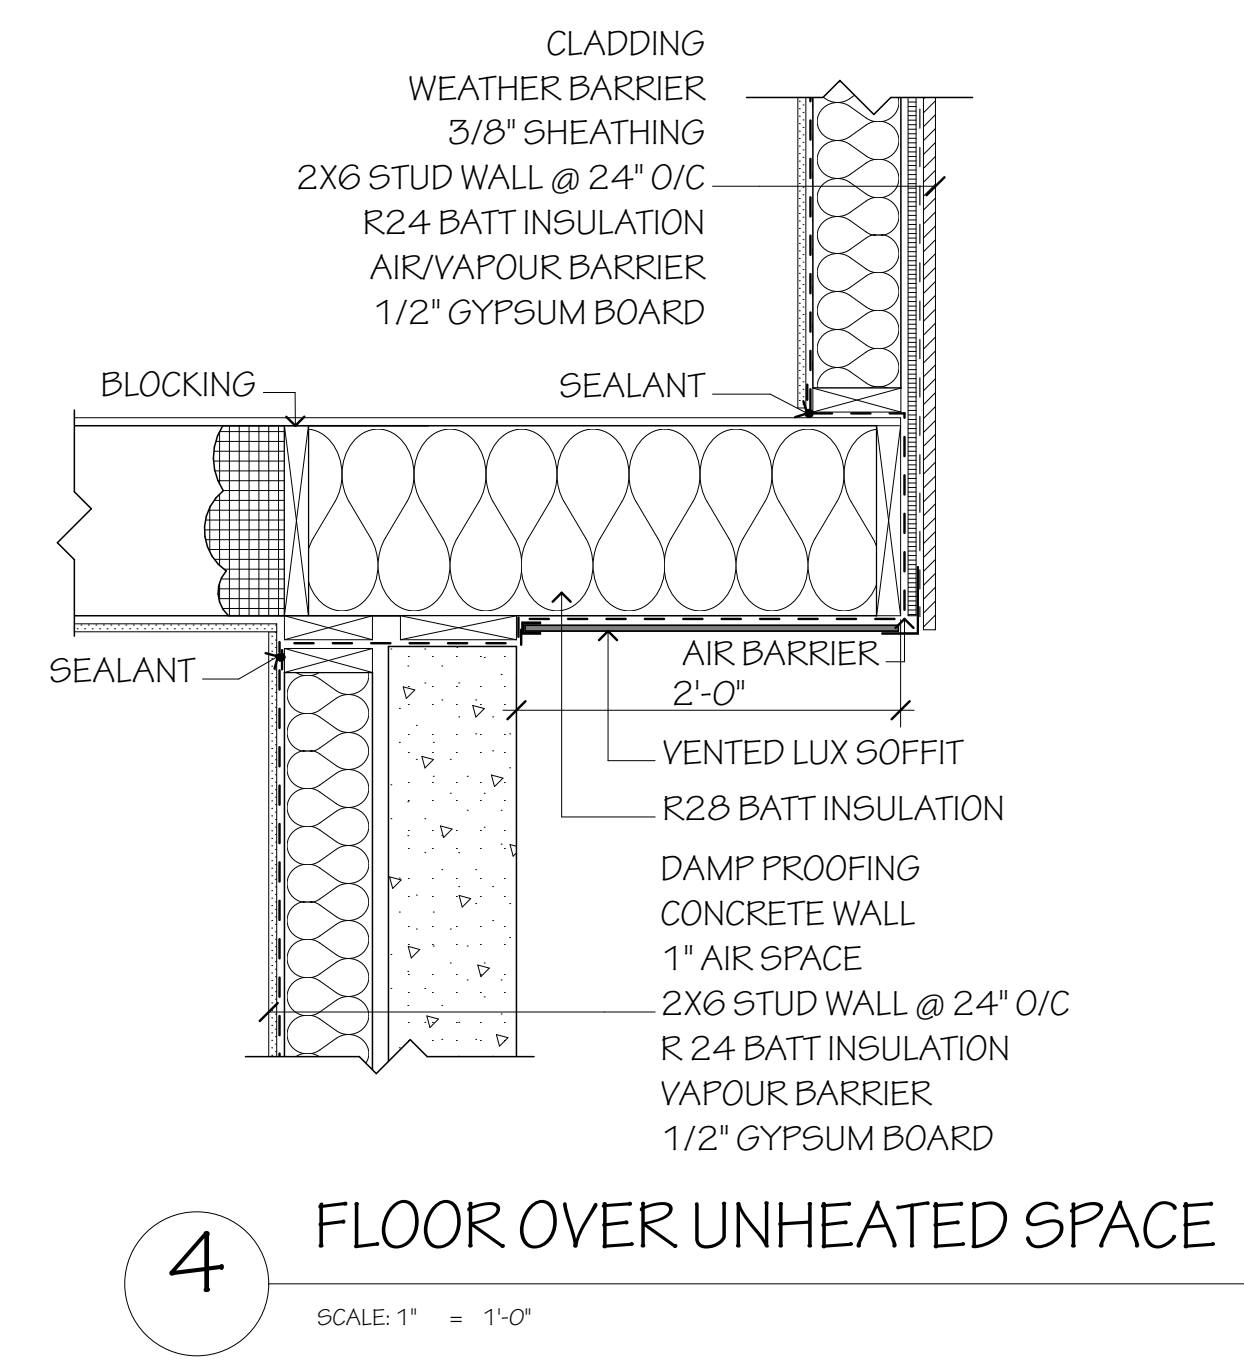 CLADDING
WEATHER BARRIER
3/8" SHEATHING
2X6 STUD WALL @ 24" O/C
R24 BATT INSULATION
AIR/VAPOUR BARRIER
1/2" GYPSUM BOARD
BLOCKING
SEALANT
SEALANT
AIR BARRIER
2'-0"
VENTED LUX SOFFIT
R28 BATT INSULATION
DAMP PROOFING
CONCRETE WALL
1" AIR SPACE
2X6 STUD WALL @ 24" O/C
R 24 BATT INSULATION
VAPOUR BARRIER
1/2" GYPSUM BOARD
4
FLOOR OVER UNHEATED SPACE
SCALE: 1" = 1'-0"